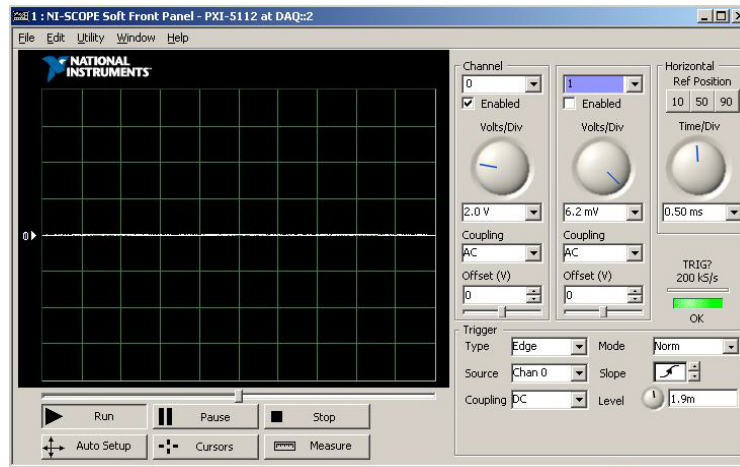 1 : NI-SCOPE Soft Front Panel - PXI-5112 at DAQ::2
File Edit Utility Window Help
NATIONAL
INSTRUMENTS
0
Run Pause Stop
Auto Setup Cursors Measure
Channel
0 1
Enabled Enabled
Volts/Div Volts/Div
2.0 V 6.2 mV
Coupling Coupling
AC AC
Offset (V) Offset (V)
0 0
Horizontal
Ref Position
10 50 90
Time/Div
0.50 ms
TRIG?
200 kS/s
OK
Trigger
Type Edge Mode Norm
Source Chan 0 Slope
Coupling DC Level 1.9m